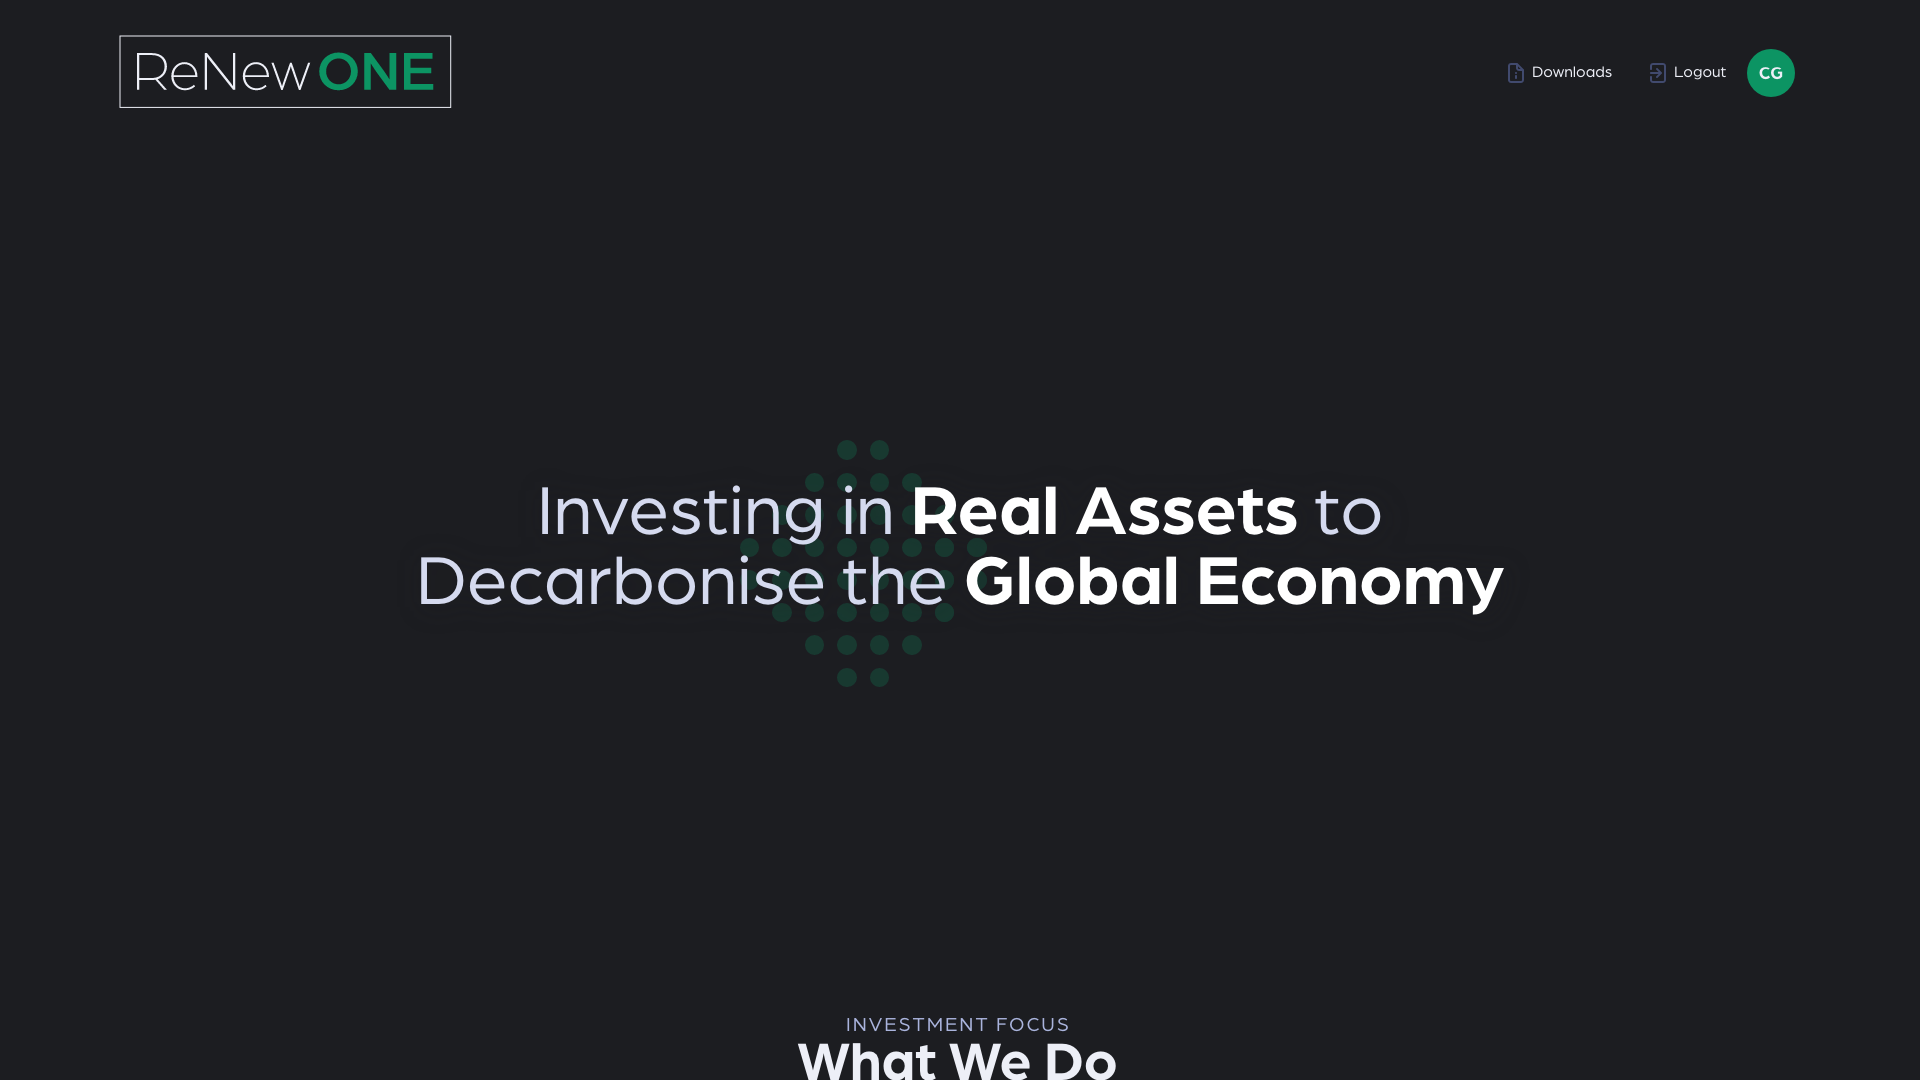 ReNew ONE
Downloads
Logout
CG
Investing in Real Assets to
Decarbonise the Global Economy
INVESTMENT FOCUS
What We Do